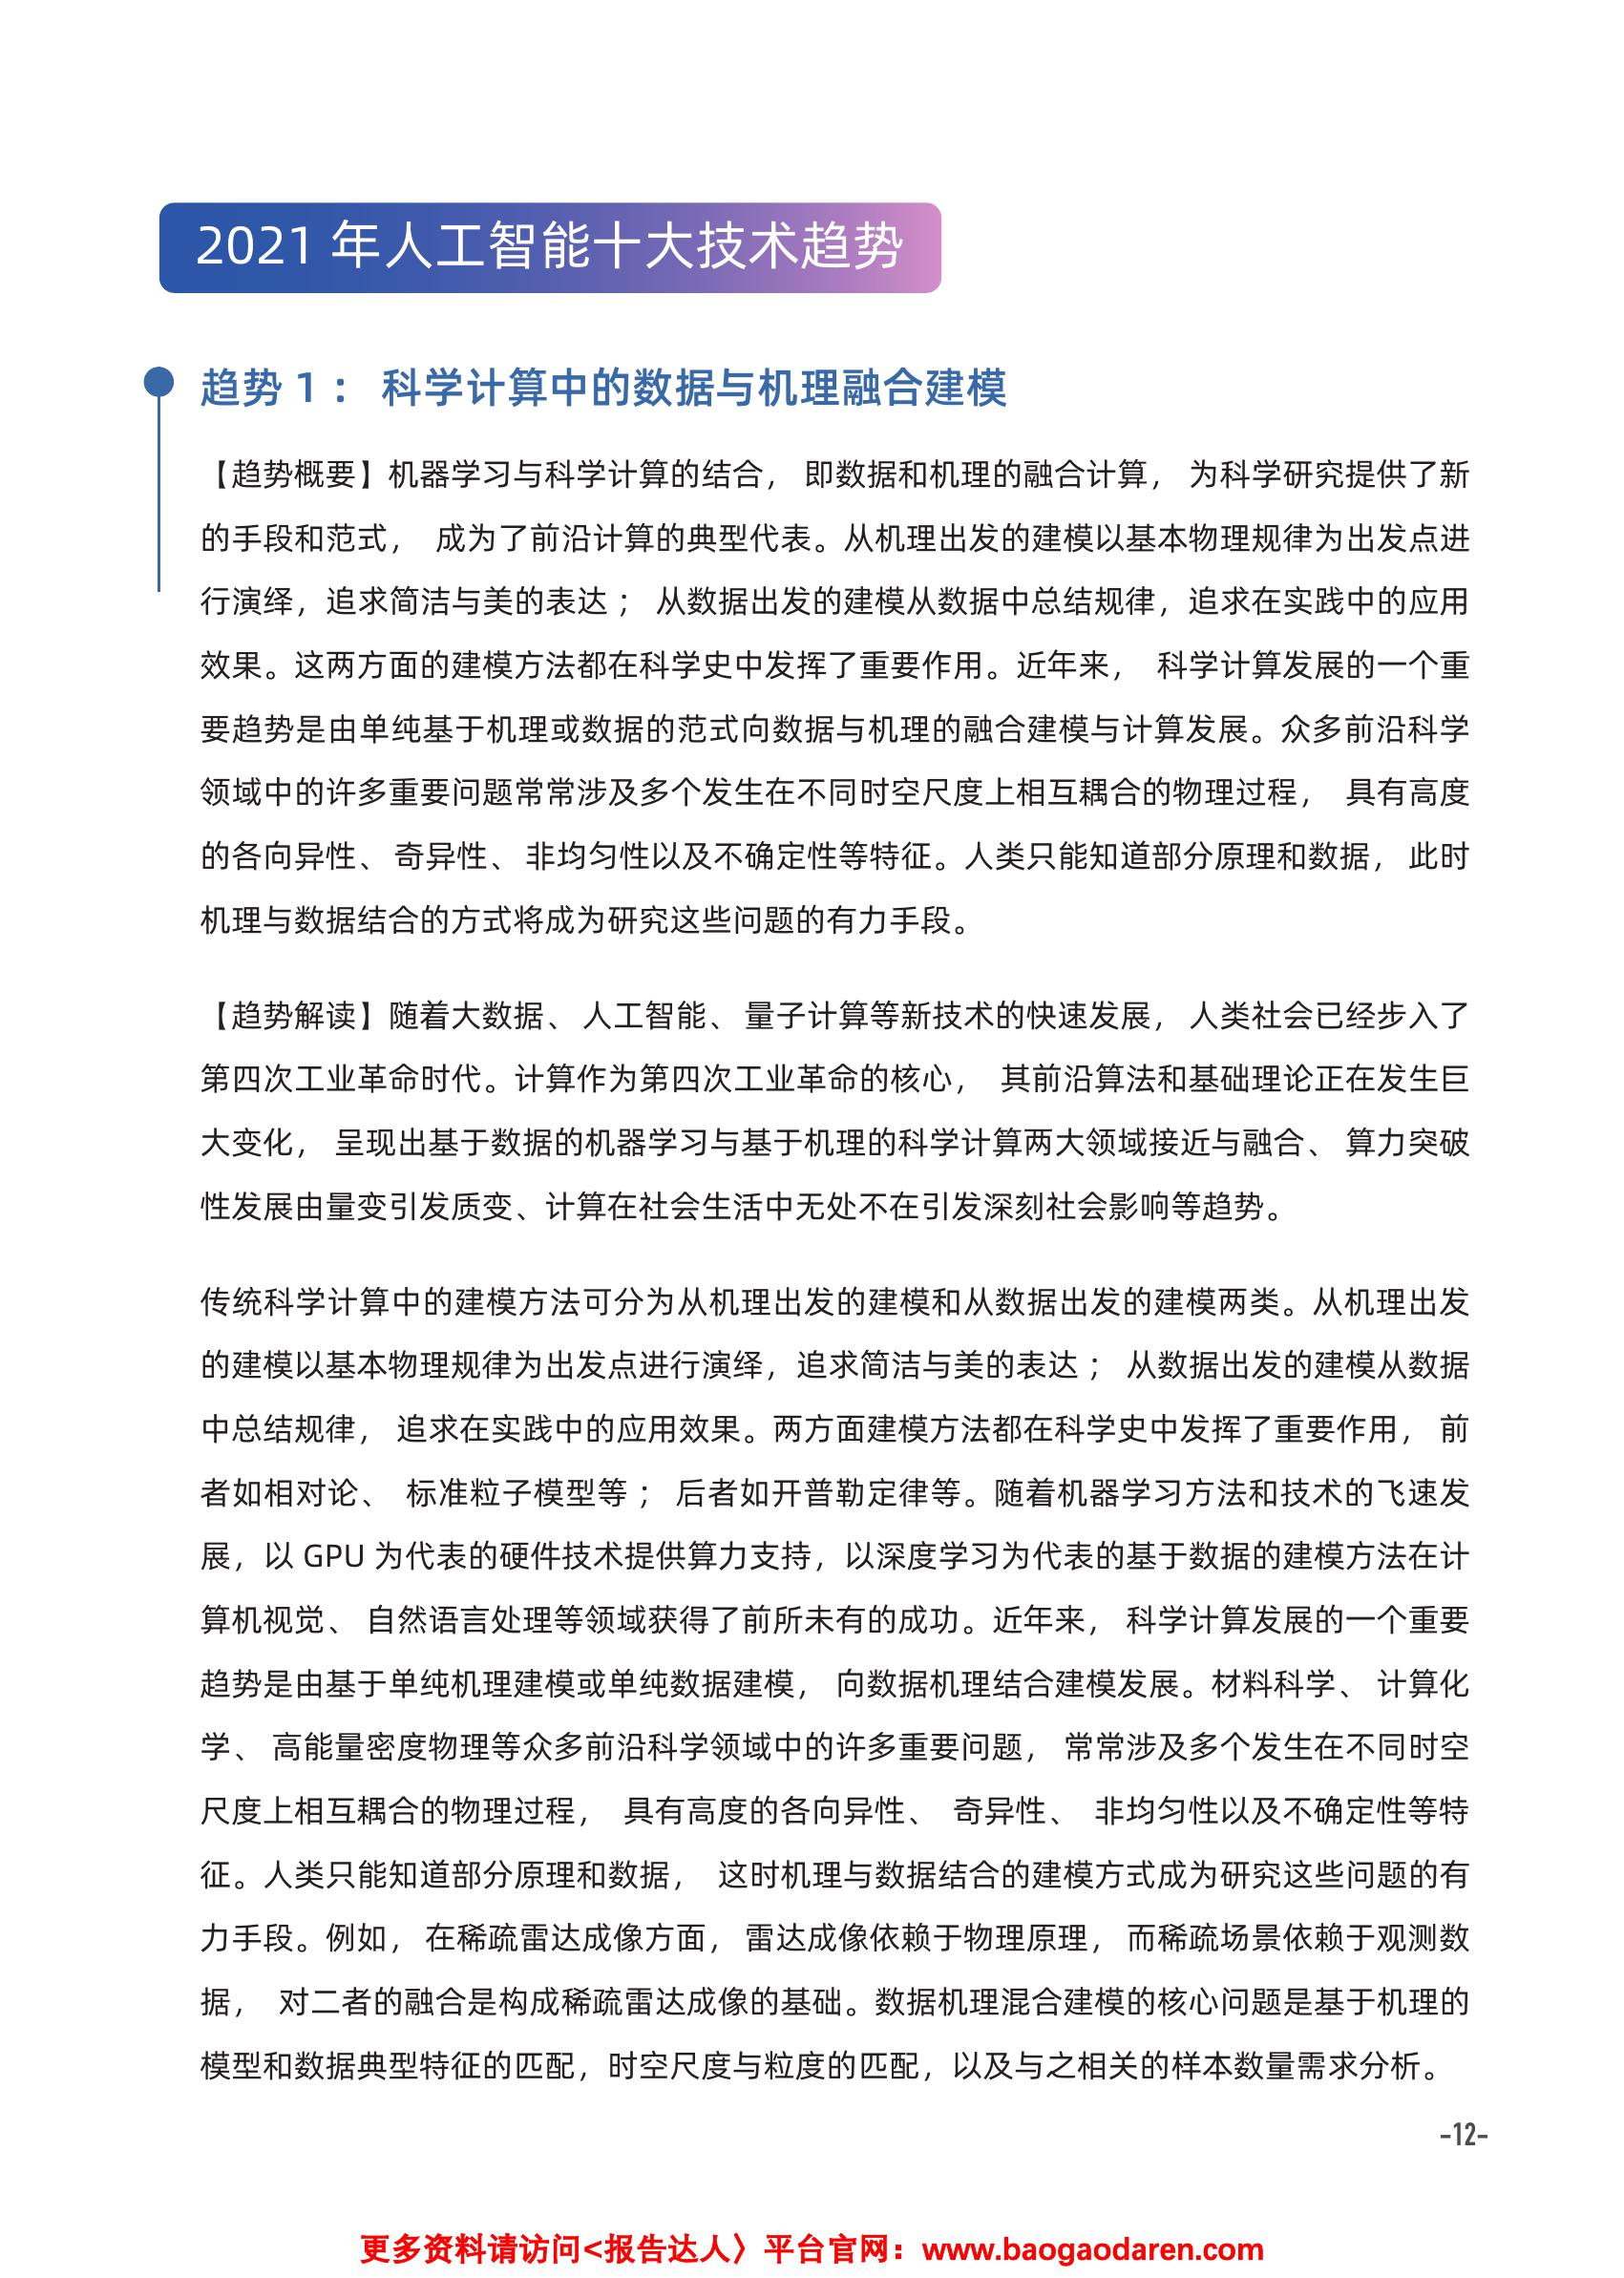 2021 年人工智能十大技术趋势
趋势 1： 科学计算中的数据与机理融合建模
【趋势概要】机器学习与科学计算的结合， 即数据和机理的融合计算， 为科学研究提供了新
的手段和范式， 成为了前沿计算的典型代表。从机理出发的建模以基本物理规律为出发点进
行演绎，追求简洁与美的表达； 从数据出发的建模从数据中总结规律，追求在实践中的应用
效果。这两方面的建模方法都在科学史中发挥了重要作用。近年来， 科学计算发展的一个重
要趋势是由单纯基于机理或数据的范式向数据与机理的融合建模与计算发展。众多前沿科学
领域中的许多重要问题常常涉及多个发生在不同时空尺度上相互耦合的物理过程， 具有高度
的各向异性、 奇异性、 非均匀性以及不确定性等特征。人类只能知道部分原理和数据， 此时
机理与数据结合的方式将成为研究这些问题的有力手段。
【趋势解读】随着大数据、 人工智能、 量子计算等新技术的快速发展， 人类社会已经步入了
第四次工业革命时代。计算作为第四次工业革命的核心， 其前沿算法和基础理论正在发生巨
大变化， 呈现出基于数据的机器学习与基于机理的科学计算两大领域接近与融合、 算力突破
性发展由量变引发质变、计算在社会生活中无处不在引发深刻社会影响等趋势。
传统科学计算中的建模方法可分为从机理出发的建模和从数据出发的建模两类。从机理出发
的建模以基本物理规律为出发点进行演绎，追求简洁与美的表达； 从数据出发的建模从数据
中总结规律， 追求在实践中的应用效果。两方面建模方法都在科学史中发挥了重要作用， 前
者如相对论、 标准粒子模型等； 后者如开普勒定律等。随着机器学习方法和技术的飞速发
展，以 GPU 为代表的硬件技术提供算力支持，以深度学习为代表的基于数据的建模方法在计
算机视觉、 自然语言处理等领域获得了前所未有的成功。近年来， 科学计算发展的一个重要
趋势是由基于单纯机理建模或单纯数据建模， 向数据机理结合建模发展。材料科学、 计算化
学、 高能量密度物理等众多前沿科学领域中的许多重要问题， 常常涉及多个发生在不同时空
尺度上相互耦合的物理过程， 具有高度的各向异性、 奇异性、 非均匀性以及不确定性等特
征。人类只能知道部分原理和数据， 这时机理与数据结合的建模方式成为研究这些问题的有
力手段。例如， 在稀疏雷达成像方面， 雷达成像依赖于物理原理， 而稀疏场景依赖于观测数
据， 对二者的融合是构成稀疏雷达成像的基础。数据机理混合建模的核心问题是基于机理的
模型和数据典型特征的匹配，时空尺度与粒度的匹配，以及与之相关的样本数量需求分析。
-12-
更多资料请访问<报告达人〉平台官网：www.baogaodaren.com